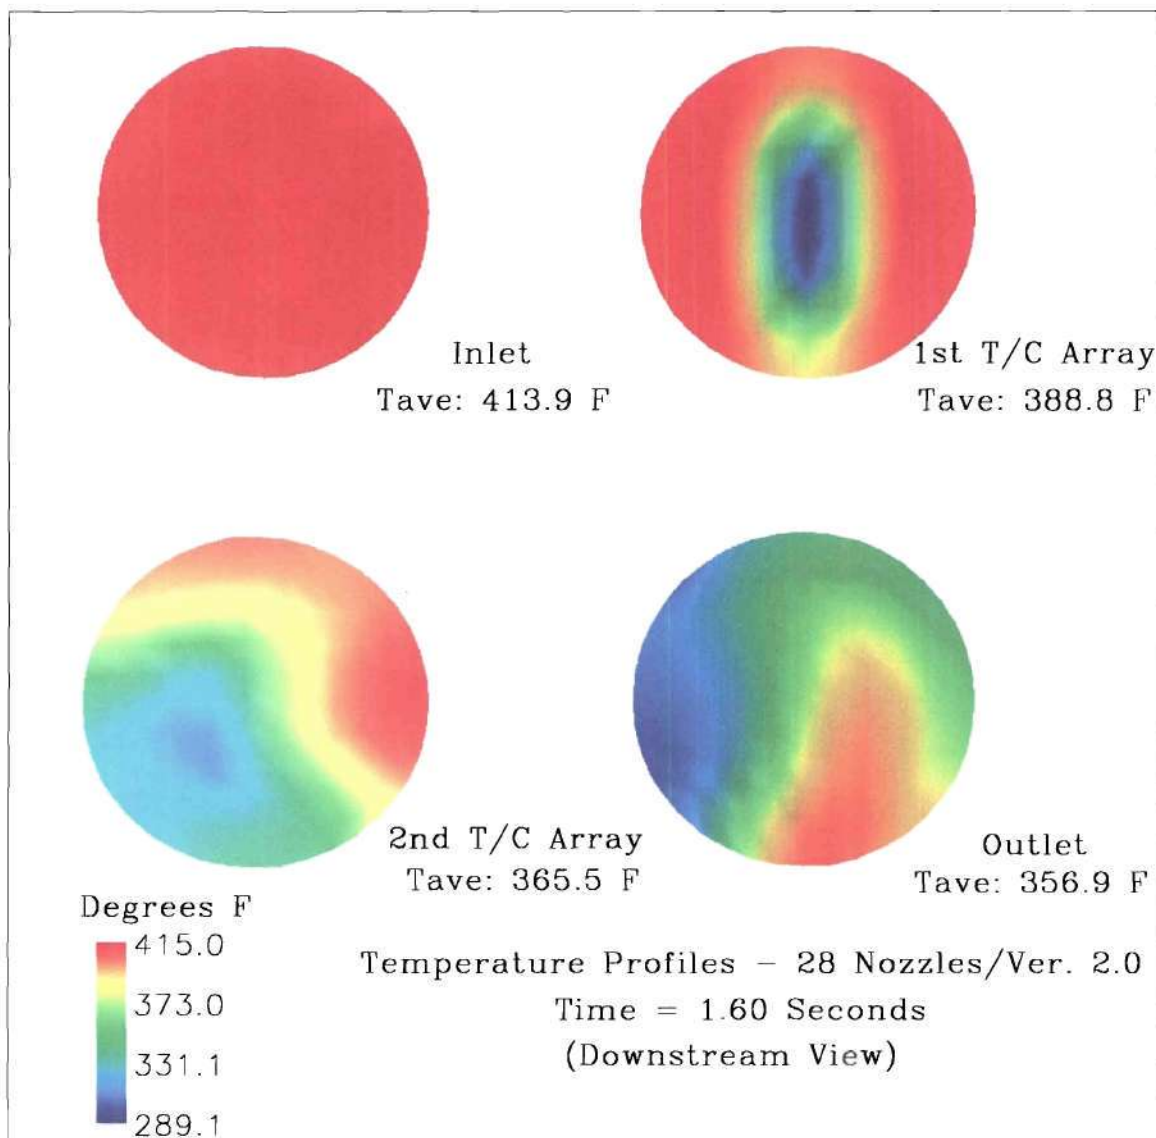 Inlet
Tave: 413.9 F
1st T/C Array
Tave: 388.8 F
2nd T/C Array
Tave: 365.5 F
Outlet
Tave: 356.9 F
Degrees F
415.0
373.0
331.1
289.1
Temperature Profiles – 28 Nozzles/Ver. 2.0
Time = 1.60 Seconds
(Downstream View)